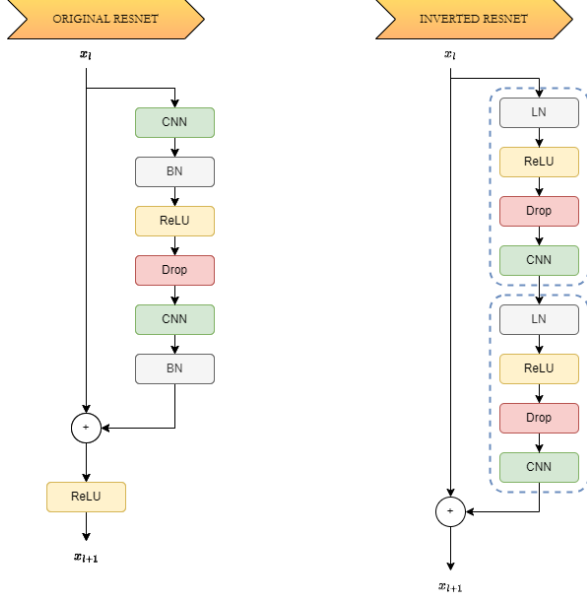 ORIGINAL RESNET
x_l
CNN
BN
ReLU
Drop
CNN
BN
+
ReLU
x_{l+1}
INVERTED RESNET
x_l
LN
ReLU
Drop
CNN
LN
ReLU
Drop
CNN
+
x_{l+1}